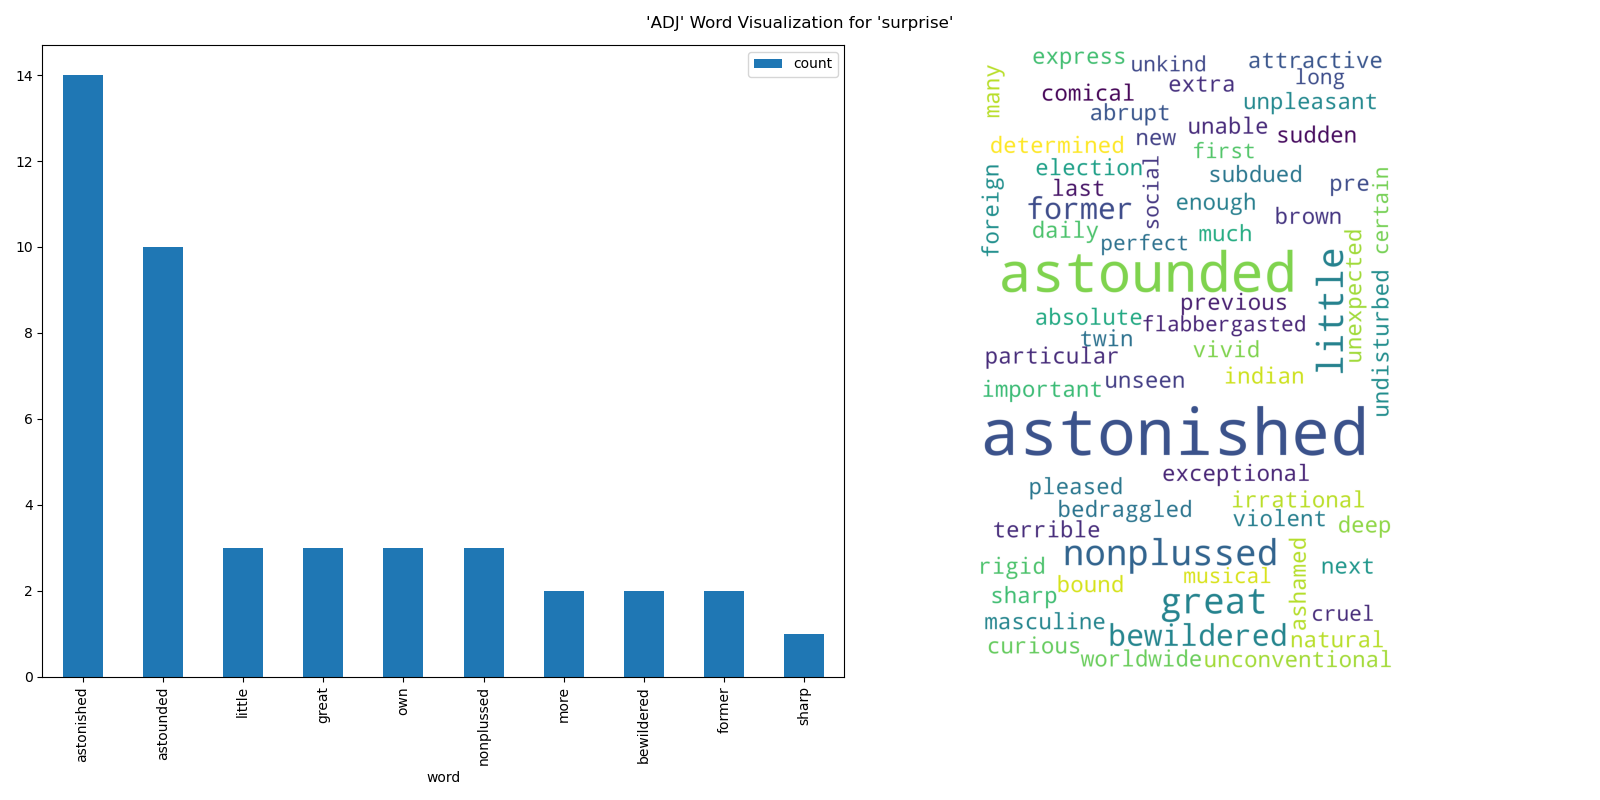 'ADJ' Word Visualization for 'surprise'
count
14
12
10
8
6
4
2
0
astonished
astounded
little
great
own
nonplussed
more
bewildered
former
sharp
word
express
unkind
attractive
many
comical
extra
long
abrupt
unpleasant
determined
new
unable
sudden
first
election
social
subdued
foreign
last
pre
certain
former
enough
brown
daily
perfect
much
astounded
little
unexpected
undisturbed
previous
absolute
flabbergasted
twin
particular
vivid
important
unseen
indian
astonished
exceptional
pleased
irrational
bedraggled
violent
deep
terrible
nonplussed
rigid
musical
ashamed
next
bound
sharp
great
cruel
masculine
bewildered
natural
curious
worldwide
unconventional